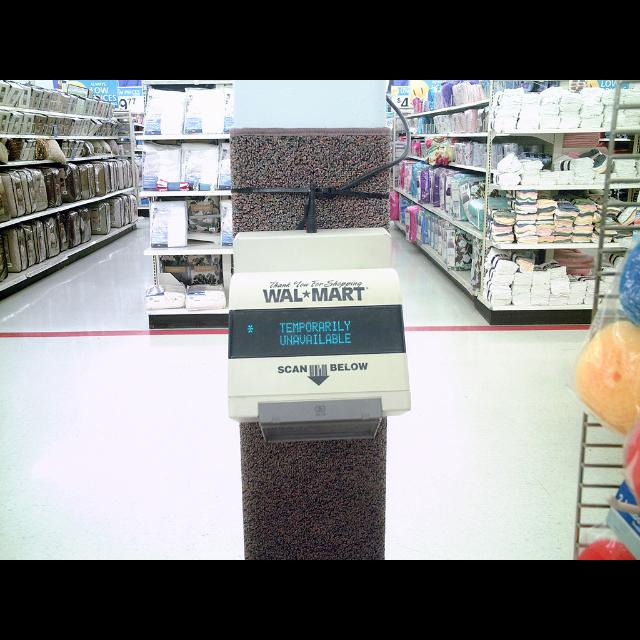 Thank You For Shopping
WAL★MART
* TEMPORARILY
UNAVAILABLE
SCAN BELOW